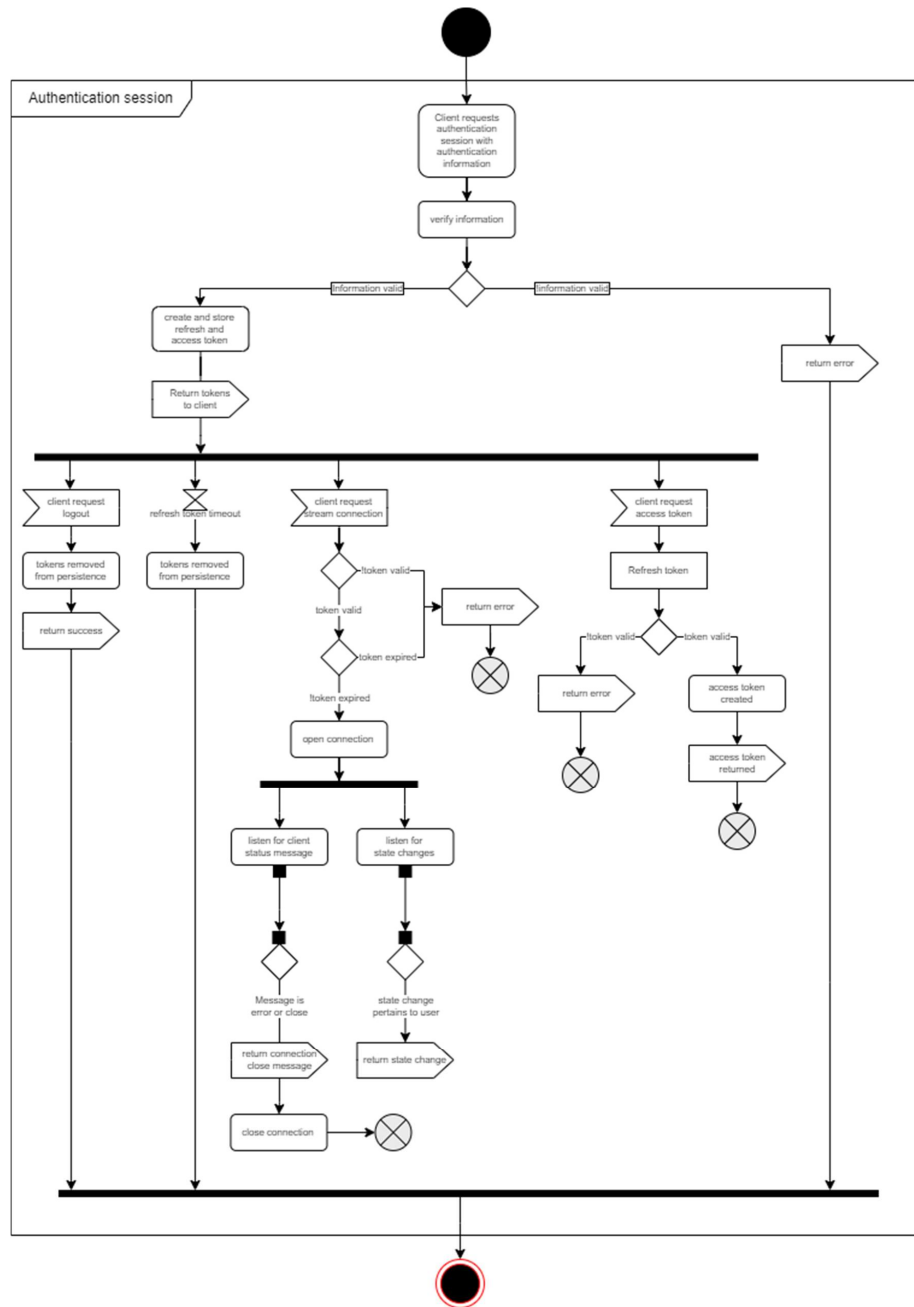 Authentication session
Client requests
authentication
session with
authentication
information
verify information
Information valid
!information valid
create and store
refresh and
access token
return error
Return tokens
to client
client request
logout
refresh token timeout
client request
stream connection
client request
access token
tokens removed
from persistence
tokens removed
from persistence
!token valid
Refresh token
return success
token valid
return error
!token valid
token valid
token expired
!token expired
return error
access token
created
open connection
access token
returned
listen for client
status message
listen for
state changes
Message is
error or close
state change
pertains to user
return connection
close message
return state change
close connection